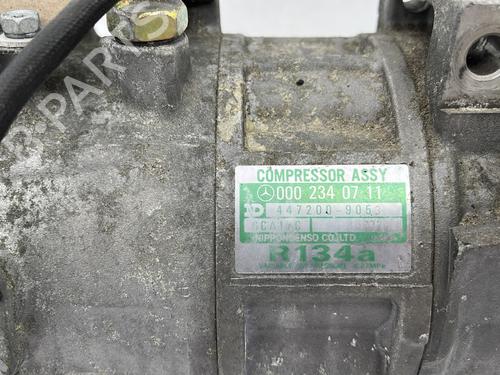 COMPRESSOR ASSY
000 234 07 11
447200-9053
NIPPONDENSO CO.,LTD.
R134a